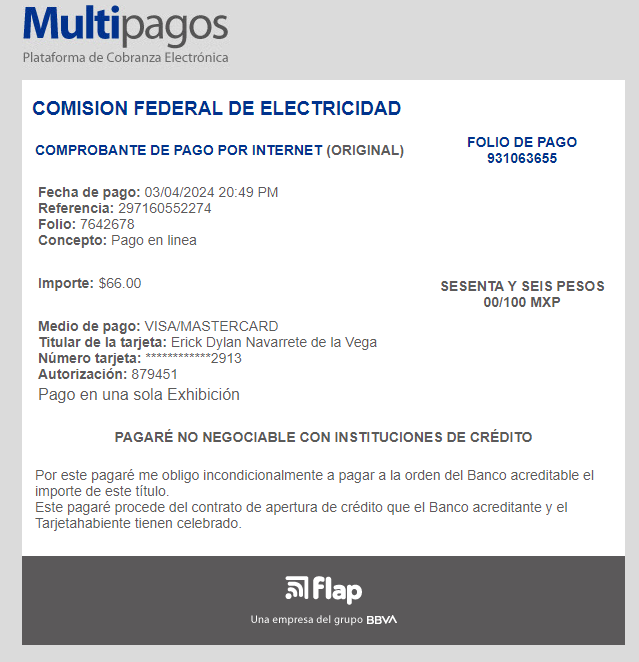 Multipagos
Plataforma de Cobranza Electrónica
COMISION FEDERAL DE ELECTRICIDAD
COMPROBANTE DE PAGO POR INTERNET (ORIGINAL)
FOLIO DE PAGO
931063655
Fecha de pago: 03/04/2024 20:49 PM
Referencia: 297160552274
Folio: 7642678
Concepto: Pago en linea
Importe: $66.00
SESENTA Y SEIS PESOS
00/100 MXP
Medio de pago: VISA/MASTERCARD
Titular de la tarjeta: Erick Dylan Navarrete de la Vega
Número tarjeta: ************2913
Autorización: 879451
Pago en una sola Exhibición
PAGARÉ NO NEGOCIABLE CON INSTITUCIONES DE CRÉDITO
Por este pagaré me obligo incondicionalmente a pagar a la orden del Banco acreditable el
importe de este título.
Este pagaré procede del contrato de apertura de crédito que el Banco acreditante y el
Tarjetahabiente tienen celebrado.
flap
Una empresa del grupo BBVA